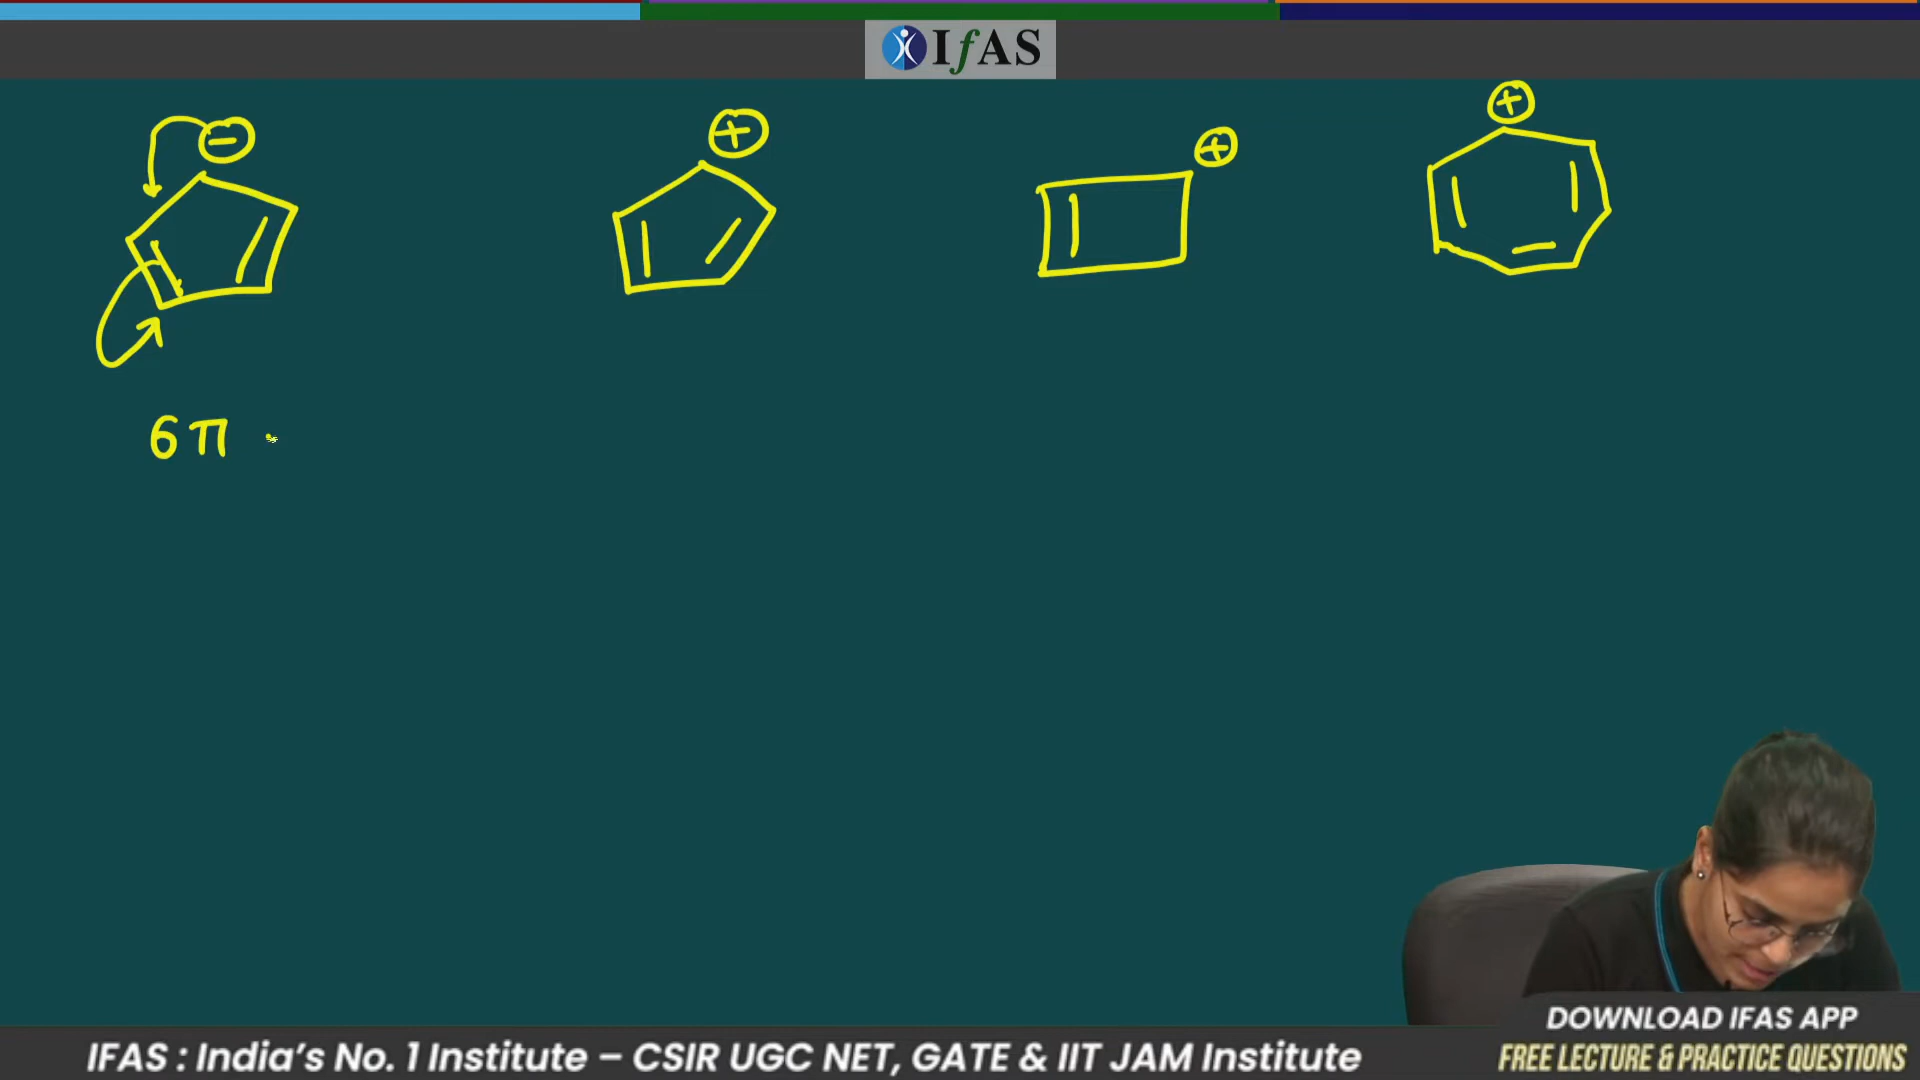 IfAS
⊖
⊕
⊕
⊕
6π
DOWNLOAD IFAS APP
IFAS : India's No. 1 Institute – CSIR UGC NET, GATE & IIT JAM Institute
FREE LECTURE & PRACTICE QUESTIONS